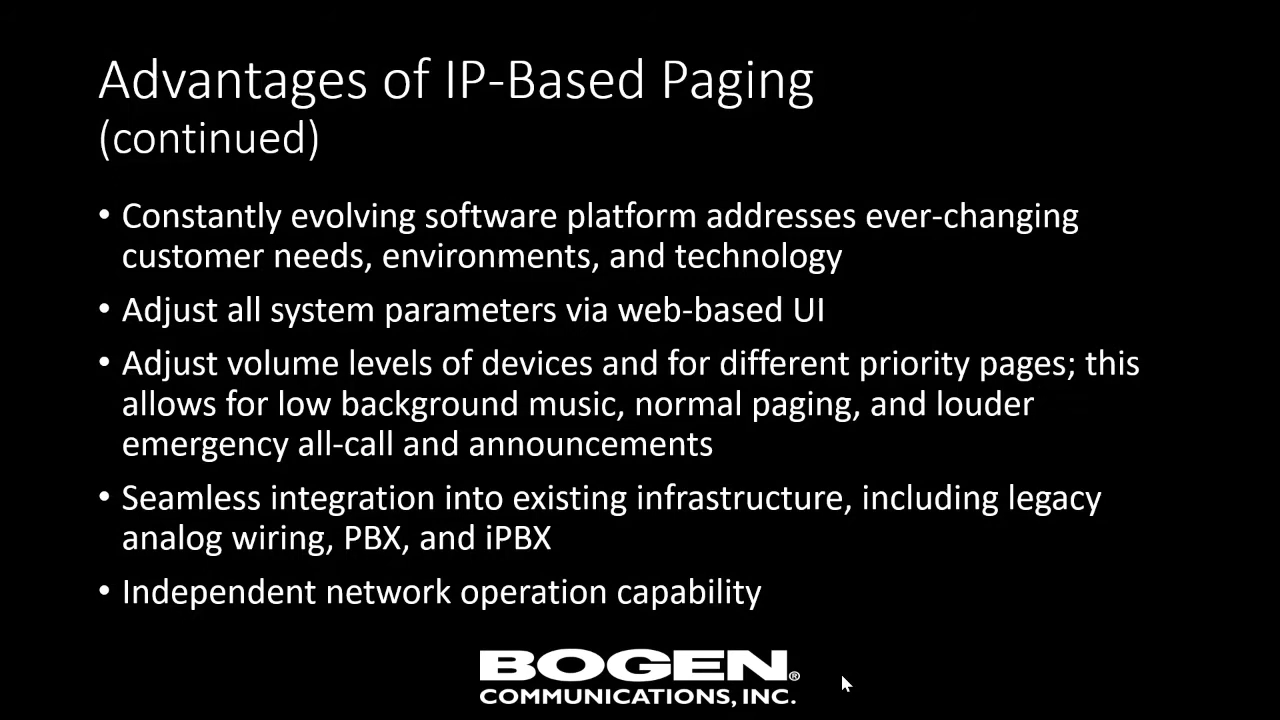 Advantages of IP-Based Paging
(continued)
• Constantly evolving software platform addresses ever-changing
customer needs, environments, and technology
• Adjust all system parameters via web-based UI
• Adjust volume levels of devices and for different priority pages; this
allows for low background music, normal paging, and louder
emergency all-call and announcements
• Seamless integration into existing infrastructure, including legacy
analog wiring, PBX, and iPBX
• Independent network operation capability
BOGEN®
COMMUNICATIONS, INC.